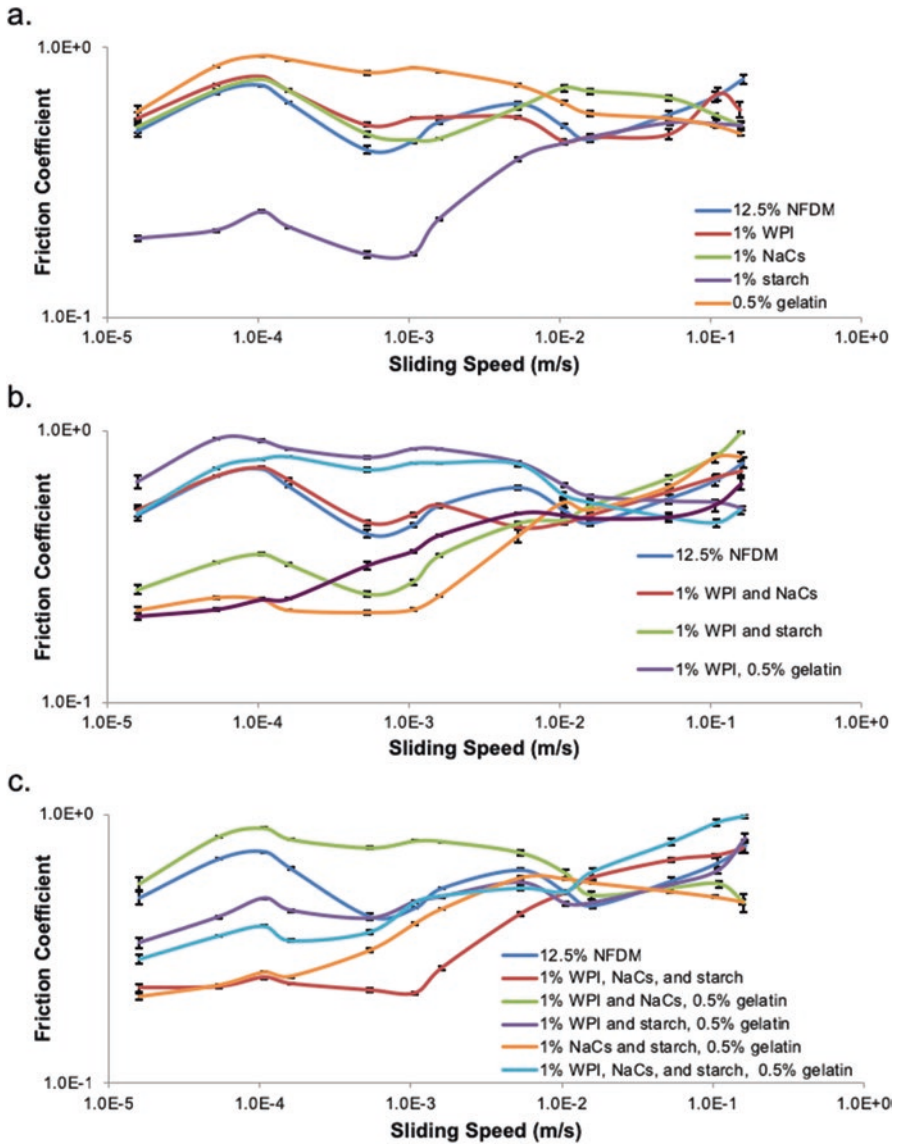 a.
1.0E+0
Friction Coefficient
12.5% NFDM
1% WPI
1% NaCs
1% starch
0.5% gelatin
1.0E-1
1.0E-5 1.0E-4 1.0E-3 1.0E-2 1.0E-1 1.0E+0
Sliding Speed (m/s)
b.
1.0E+0
Friction Coefficient
12.5% NFDM
1% WPI and NaCs
1% WPI and starch
1% WPI, 0.5% gelatin
1.0E-1
1.0E-5 1.0E-4 1.0E-3 1.0E-2 1.0E-1 1.0E+0
Sliding Speed (m/s)
c.
1.0E+0
Friction Coefficient
12.5% NFDM
1% WPI, NaCs, and starch
1% WPI and NaCs, 0.5% gelatin
1% WPI and starch, 0.5% gelatin
1% NaCs and starch, 0.5% gelatin
1% WPI, NaCs, and starch, 0.5% gelatin
1.0E-1
1.0E-5 1.0E-4 1.0E-3 1.0E-2 1.0E-1 1.0E+0
Sliding Speed (m/s)